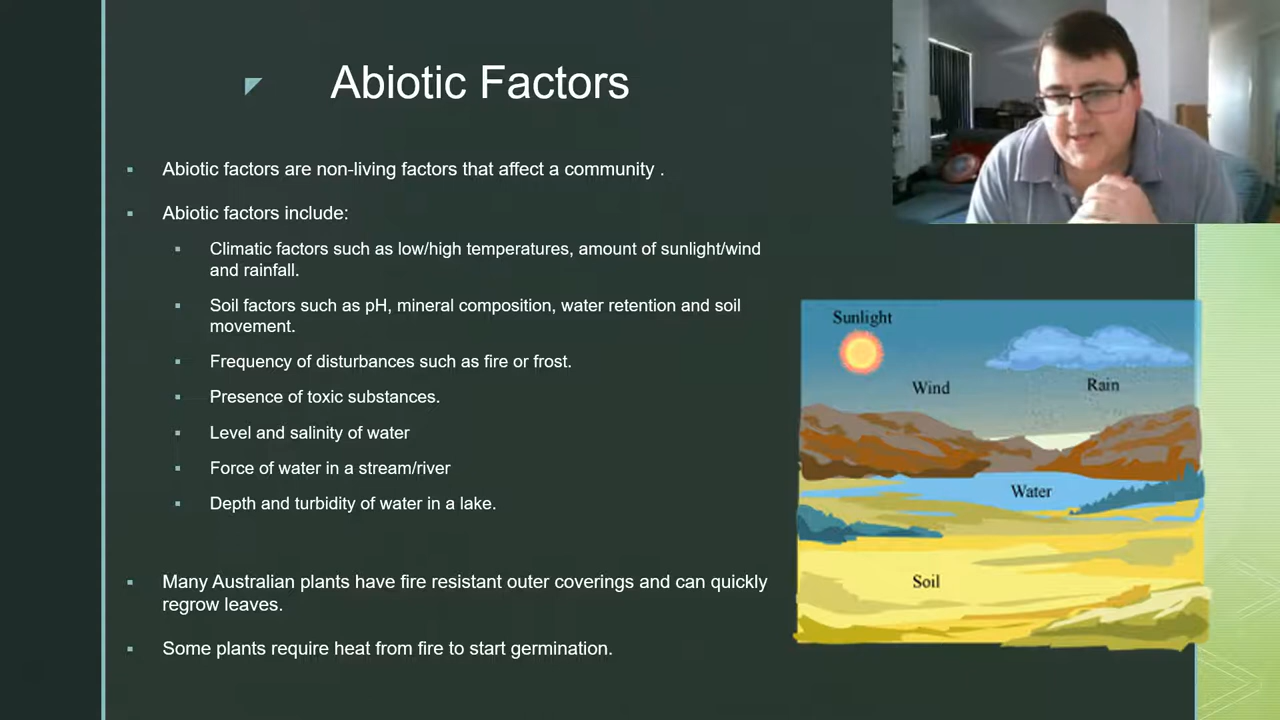 Abiotic Factors
Abiotic factors are non-living factors that affect a community .
Abiotic factors include:
Climatic factors such as low/high temperatures, amount of sunlight/wind
and rainfall.
Soil factors such as pH, mineral composition, water retention and soil
movement.
Frequency of disturbances such as fire or frost.
Presence of toxic substances.
Level and salinity of water
Force of water in a stream/river
Depth and turbidity of water in a lake.
Many Australian plants have fire resistant outer coverings and can quickly
regrow leaves.
Some plants require heat from fire to start germination.
Sunlight
Wind
Rain
Water
Soil